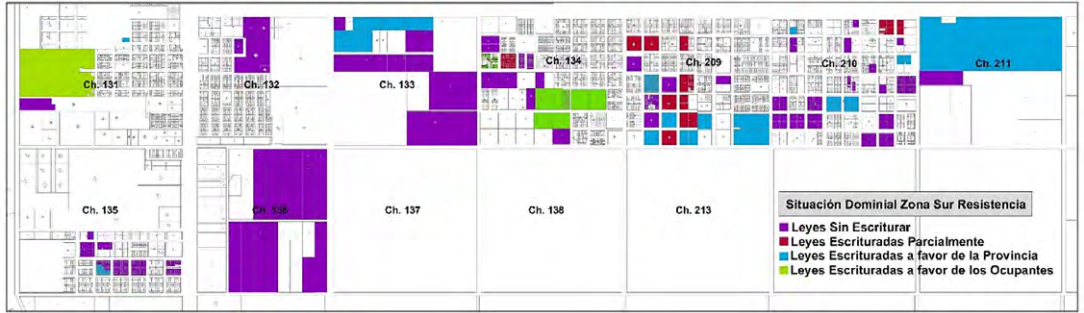 Ch. 131
Ch. 132
Ch. 133
Ch. 134
Ch. 209
Ch. 210
Ch. 211
Ch. 135
Ch. 136
Ch. 137
Ch. 138
Ch. 213
Situación Dominial Zona Sur Resistencia
Leyes Sin Escriturar
Leyes Escrituradas Parcialmente
Leyes Escrituradas a favor de la Provincia
Leyes Escrituradas a favor de los Ocupantes